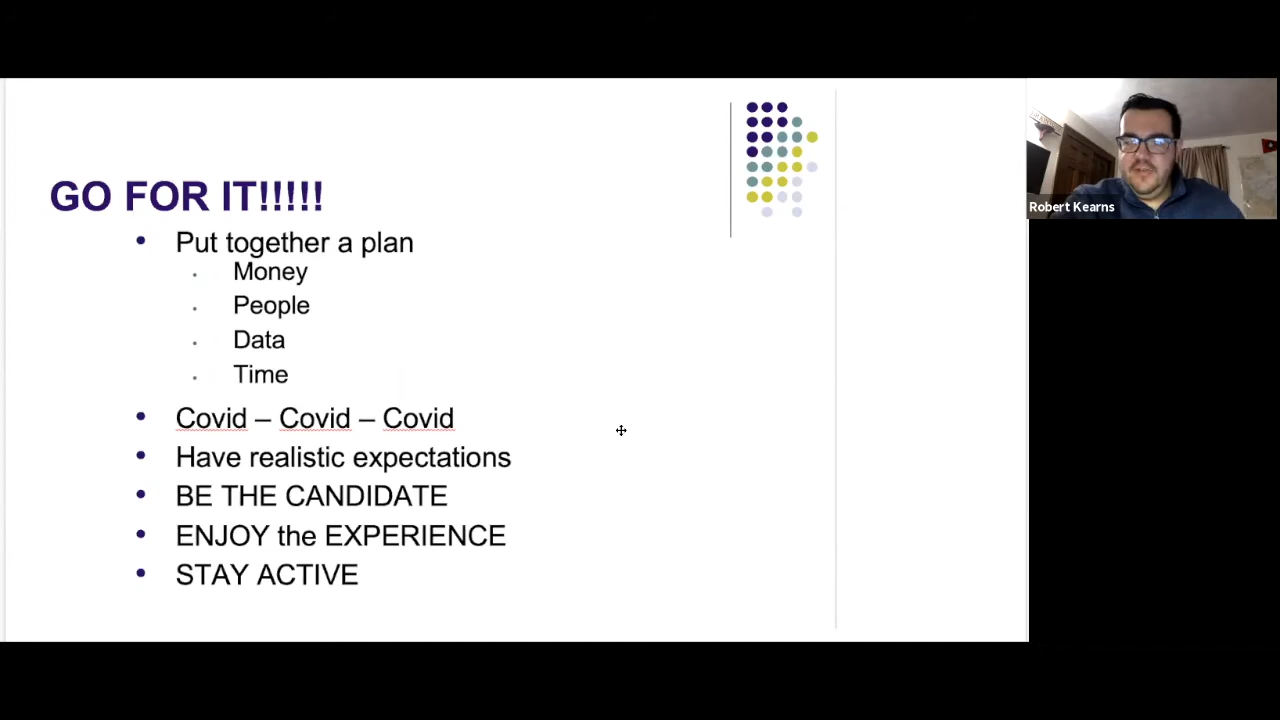 GO FOR IT!!!!!
• Put together a plan
• Money
• People
• Data
• Time
• Covid – Covid – Covid
• Have realistic expectations
• BE THE CANDIDATE
• ENJOY the EXPERIENCE
• STAY ACTIVE
Robert Kearns